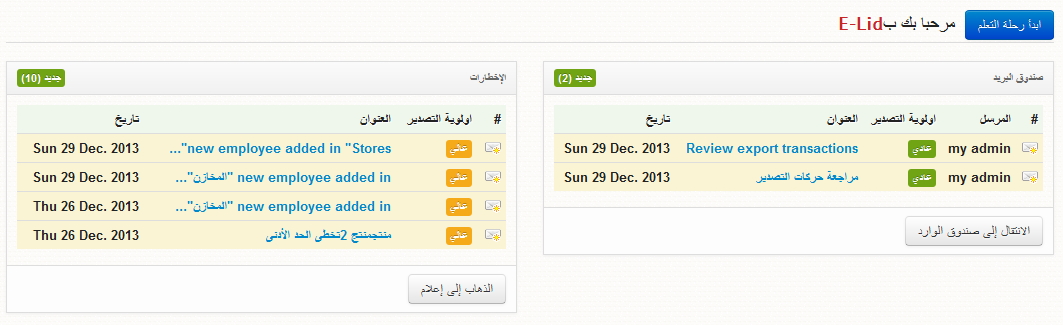 ابدأ رحلة التعلم
مرحبا بك بE-Lid
صندوق البريد
جديد (2)
# المرسل اولوية التصدير العنوان تاريخ
my admin عادي Review export transactions Sun 29 Dec. 2013
my admin عادي مراجعة حركات التصدير Sun 29 Dec. 2013
الانتقال إلى صندوق الوارد
الإخطارات
جديد (10)
# اولوية التصدير العنوان تاريخ
عالي new employee added in "Stores"... Sun 29 Dec. 2013
عالي new employee added in "المخازن"... Sun 29 Dec. 2013
عالي new employee added in "المخازن"... Thu 26 Dec. 2013
عالي منتجمنتج 2تخطى الحد الأدنى Thu 26 Dec. 2013
الذهاب إلى إعلام